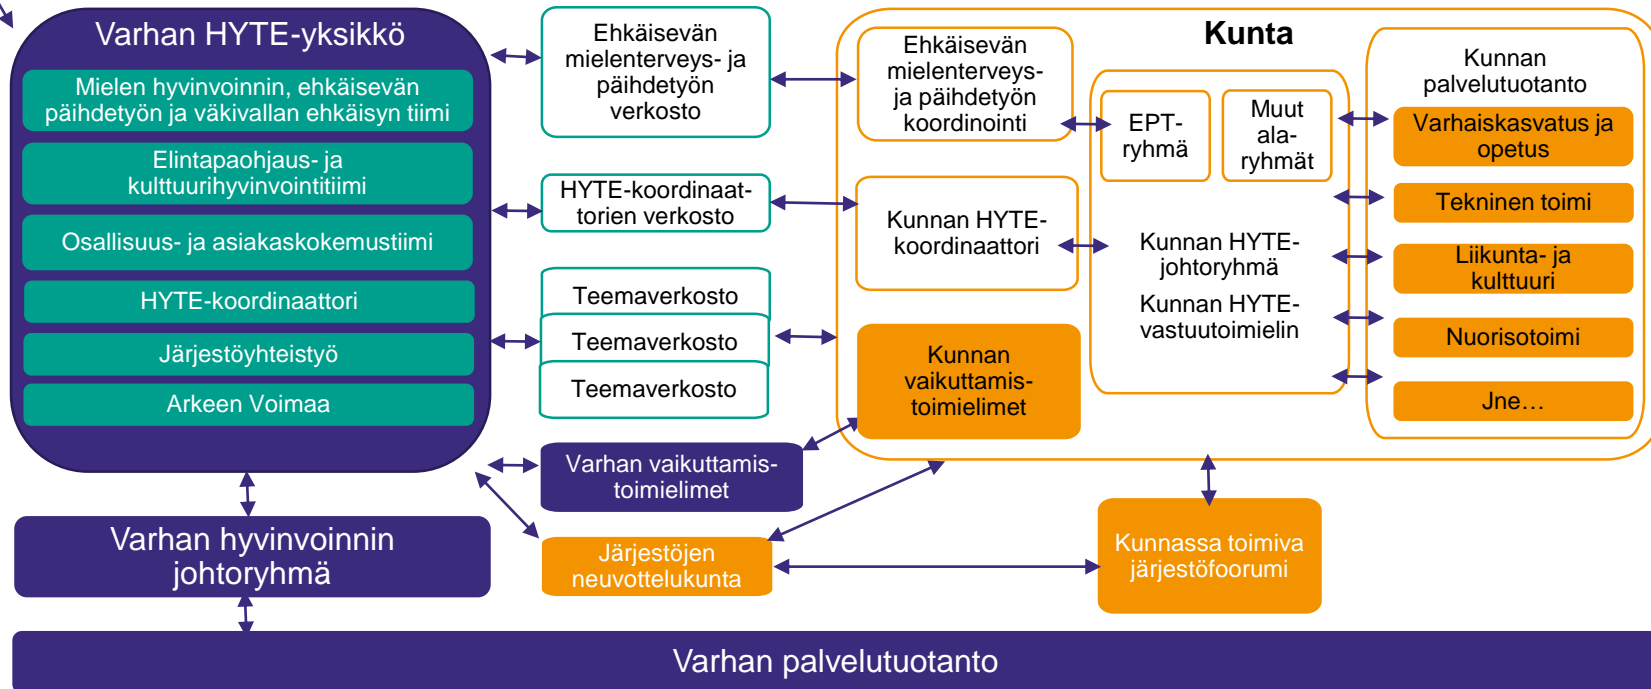 Varhan HYTE-yksikkö
Mielen hyvinvoinnin, ehkäisevän
päihdetyön ja väkivallan ehkäisyn tiimi
Elintapaohjaus- ja
kulttuurihyvinvointitiimi
Osallisuus- ja asiakaskokemustiimi
HYTE-koordinaattori
Järjestöyhteistyö
Arkeen Voimaa
Ehkäisevän
mielenterveys- ja
päihdetyön
verkosto
HYTE-koordinaat-
torien verkosto
Teemaverkosto
Teemaverkosto
Teemaverkosto
Varhan vaikuttamis-
toimielimet
Järjestöjen
neuvottelukunta
Kunta
Ehkäisevän
mielenterveys-
ja päihdetyön
koordinointi
Kunnan HYTE-
koordinaattori
Kunnan
vaikuttamis-
toimielimet
EPT-
ryhmä
Muut
ala-
ryhmät
Kunnan HYTE-
johtoryhmä
Kunnan HYTE-
vastuutoimielin
Kunnan
palvelutuotanto
Varhaiskasvatus ja
opetus
Tekninen toimi
Liikunta- ja
kulttuuri
Nuorisotoimi
Jne…
Kunnassa toimiva
järjestöfoorumi
Varhan hyvinvoinnin
johtoryhmä
Varhan palvelutuotanto